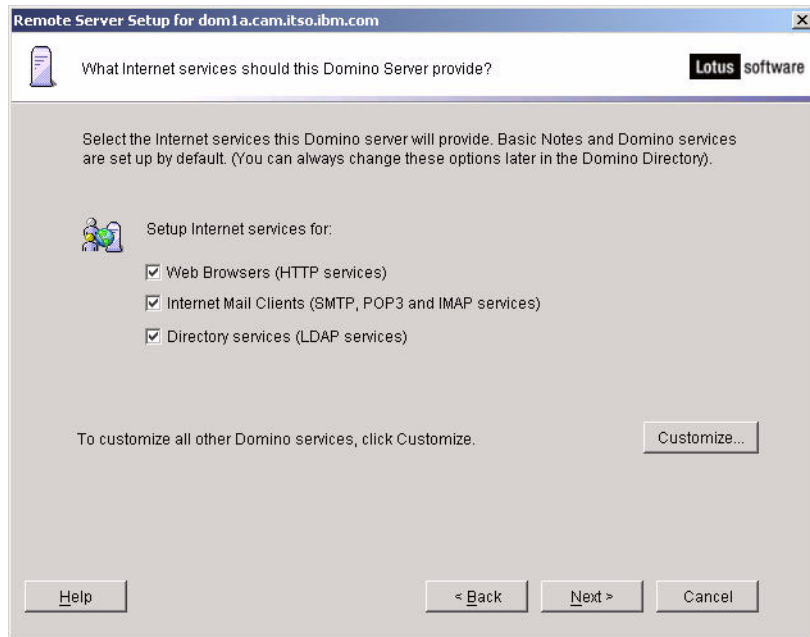 Remote Server Setup for dom1a.cam.itso.ibm.com
What Internet services should this Domino Server provide?
Lotus software
Select the Internet services this Domino server will provide. Basic Notes and Domino services
are set up by default. (You can always change these options later in the Domino Directory).
Setup Internet services for:
Web Browsers (HTTP services)
Internet Mail Clients (SMTP, POP3 and IMAP services)
Directory services (LDAP services)
To customize all other Domino services, click Customize.
Customize...
Help
< Back
Next >
Cancel